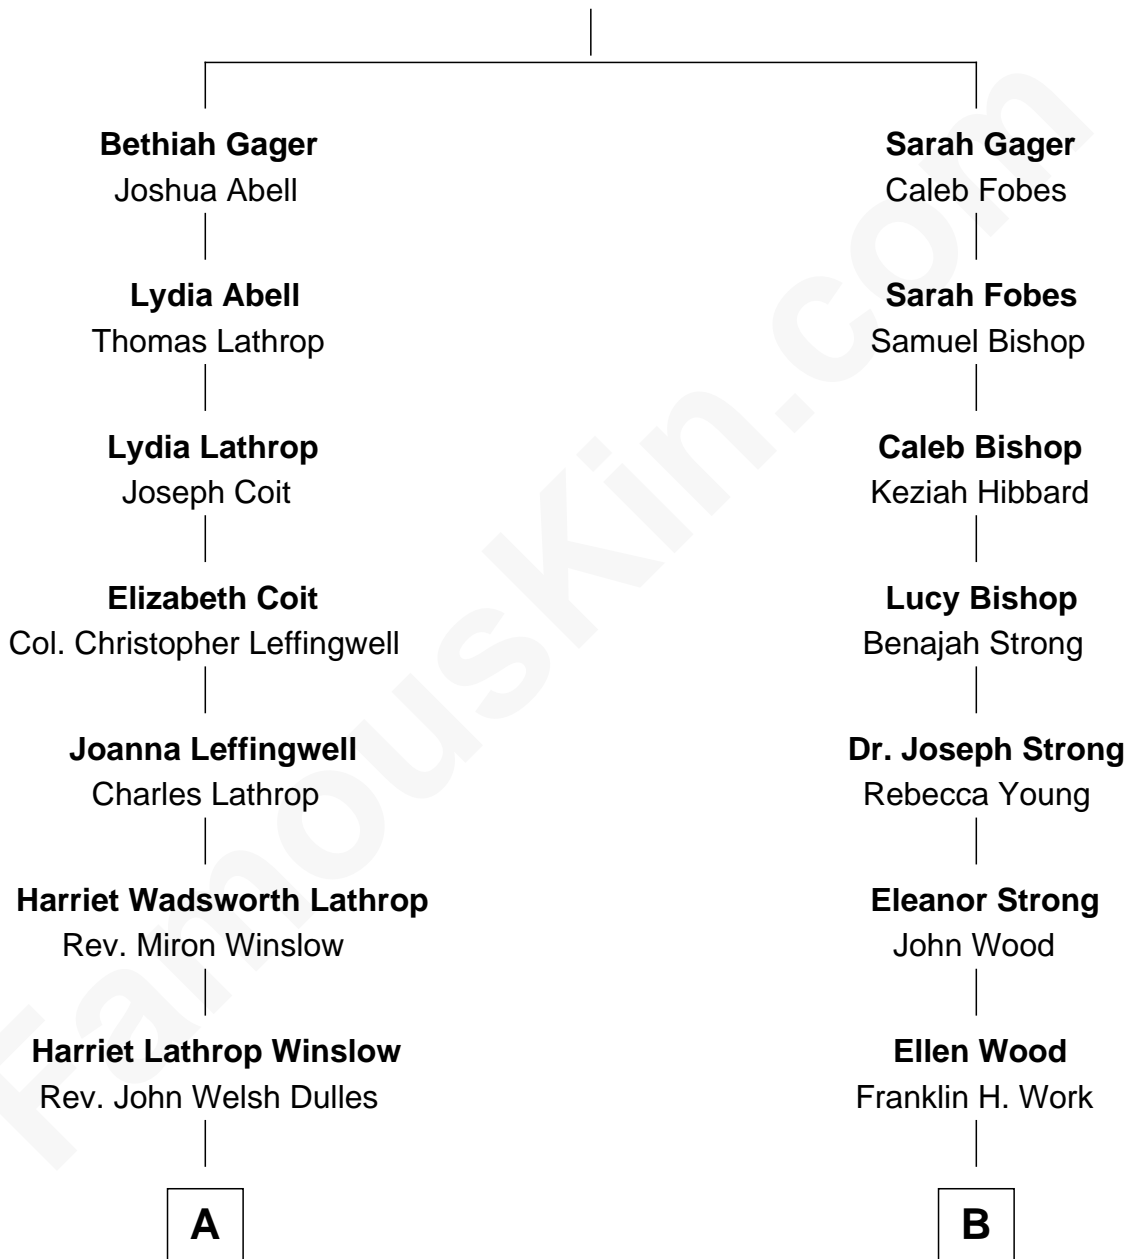 Bethiah Gager
Joshua Abell
Lydia Abell
Thomas Lathrop
Lydia Lathrop
Joseph Coit
Elizabeth Coit
Col. Christopher Leffingwell
Joanna Leffingwell
Charles Lathrop
Harriet Wadsworth Lathrop
Rev. Miron Winslow
Harriet Lathrop Winslow
Rev. John Welsh Dulles
A
Sarah Gager
Caleb Fobes
Sarah Fobes
Samuel Bishop
Caleb Bishop
Keziah Hibbard
Lucy Bishop
Benajah Strong
Dr. Joseph Strong
Rebecca Young
Eleanor Strong
John Wood
Ellen Wood
Franklin H. Work
B
FamousKin.com